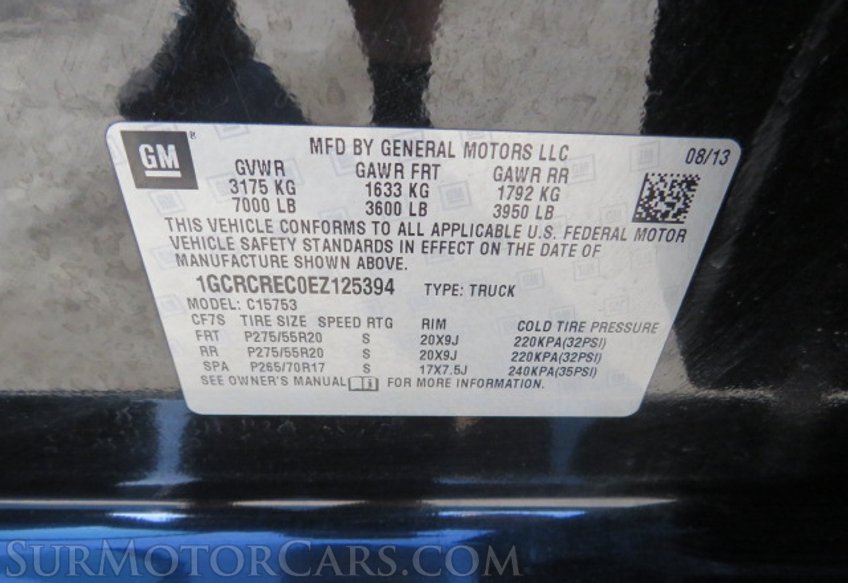 GM®
MFD BY GENERAL MOTORS LLC 08/13
GVWR GAWR FRT GAWR RR
3175 KG 1633 KG 1792 KG
7000 LB 3600 LB 3950 LB
THIS VEHICLE CONFORMS TO ALL APPLICABLE U.S. FEDERAL MOTOR
VEHICLE SAFETY STANDARDS IN EFFECT ON THE DATE OF
MANUFACTURE SHOWN ABOVE.
1GCRCREC0EZ125394 TYPE: TRUCK
MODEL: C15753
CF7S TIRE SIZE SPEED RTG RIM COLD TIRE PRESSURE
FRT P275/55R20 S 20X9J 220KPA(32PSI)
RR P275/55R20 S 20X9J 220KPA(32PSI)
SPA P265/70R17 S 17X7.5J 240KPA(35PSI)
SEE OWNER'S MANUAL FOR MORE INFORMATION.
SURMOTORCARS.COM